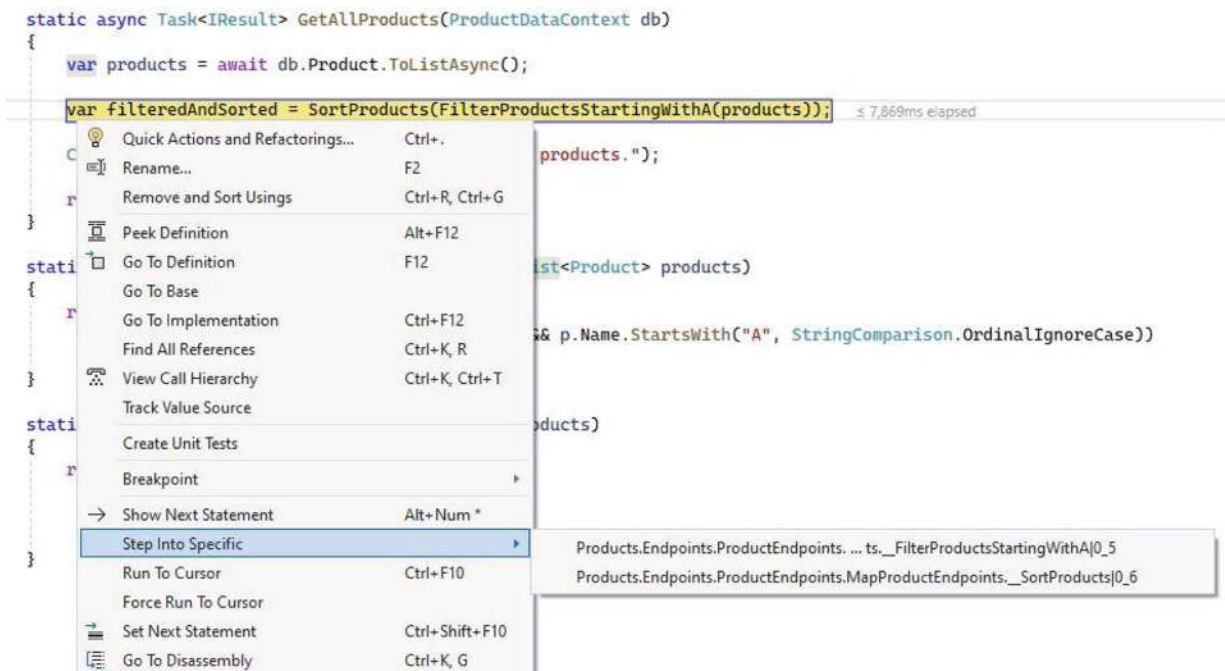 static async Task<IResult> GetAllProducts(ProductDataContext db)
{
var products = await db.Product.ToListAsync();
var filteredAndSorted = SortProducts(FilterProductsStartingWithA(products)); ≤ 7,869ms elapsed
Quick Actions and Refactorings... Ctrl+.
C products.");
Rename... F2
r Remove and Sort Usings Ctrl+R, Ctrl+G
}
Peek Definition Alt+F12
stati Go To Definition F12 ist<Product> products)
{
Go To Base
r Go To Implementation Ctrl+F12
&& p.Name.StartsWith("A", StringComparison.OrdinalIgnoreCase))
Find All References Ctrl+K, R
} View Call Hierarchy Ctrl+K, Ctrl+T
Track Value Source
stati oducts)
{ Create Unit Tests
r Breakpoint
Show Next Statement Alt+Num *
Step Into Specific Products.Endpoints.ProductEndpoints. ... ts.__FilterProductsStartingWithA|0_5
}
Run To Cursor Ctrl+F10 Products.Endpoints.ProductEndpoints.MapProductEndpoints.__SortProducts|0_6
Force Run To Cursor
Set Next Statement Ctrl+Shift+F10
Go To Disassembly Ctrl+K, G